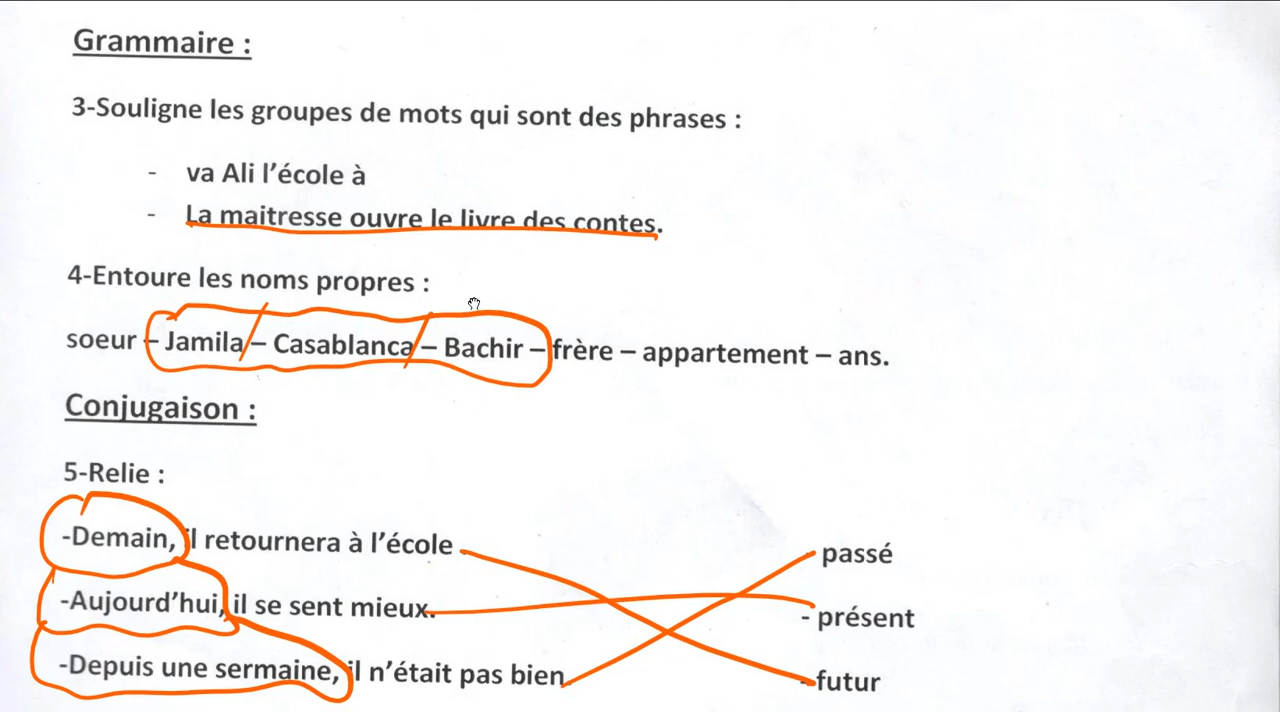 Grammaire :
3-Souligne les groupes de mots qui sont des phrases :
- va Ali l'école à
- La maitresse ouvre le livre des contes.
4-Entoure les noms propres :
soeur – Jamila – Casablanca – Bachir – frère – appartement – ans.
Conjugaison :
5-Relie :
-Demain, il retournera à l'école
passé
-Aujourd'hui, il se sent mieux.
- présent
-Depuis une sermaine, il n'était pas bien
-futur